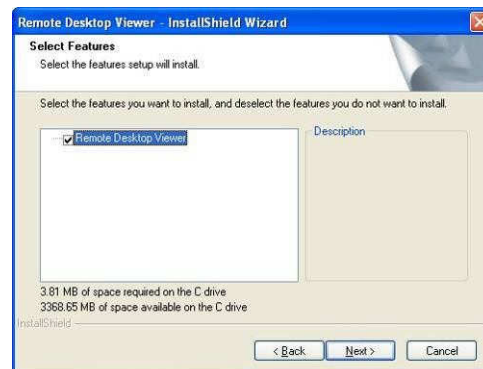 Remote Desktop Viewer - InstallShield Wizard
Select Features
Select the features setup will install.
Select the features you want to install, and deselect the features you do not want to install.
Remote Desktop Viewer
Description
3.81 MB of space required on the C drive
3368.65 MB of space available on the C drive
InstallShield
< Back
Next >
Cancel